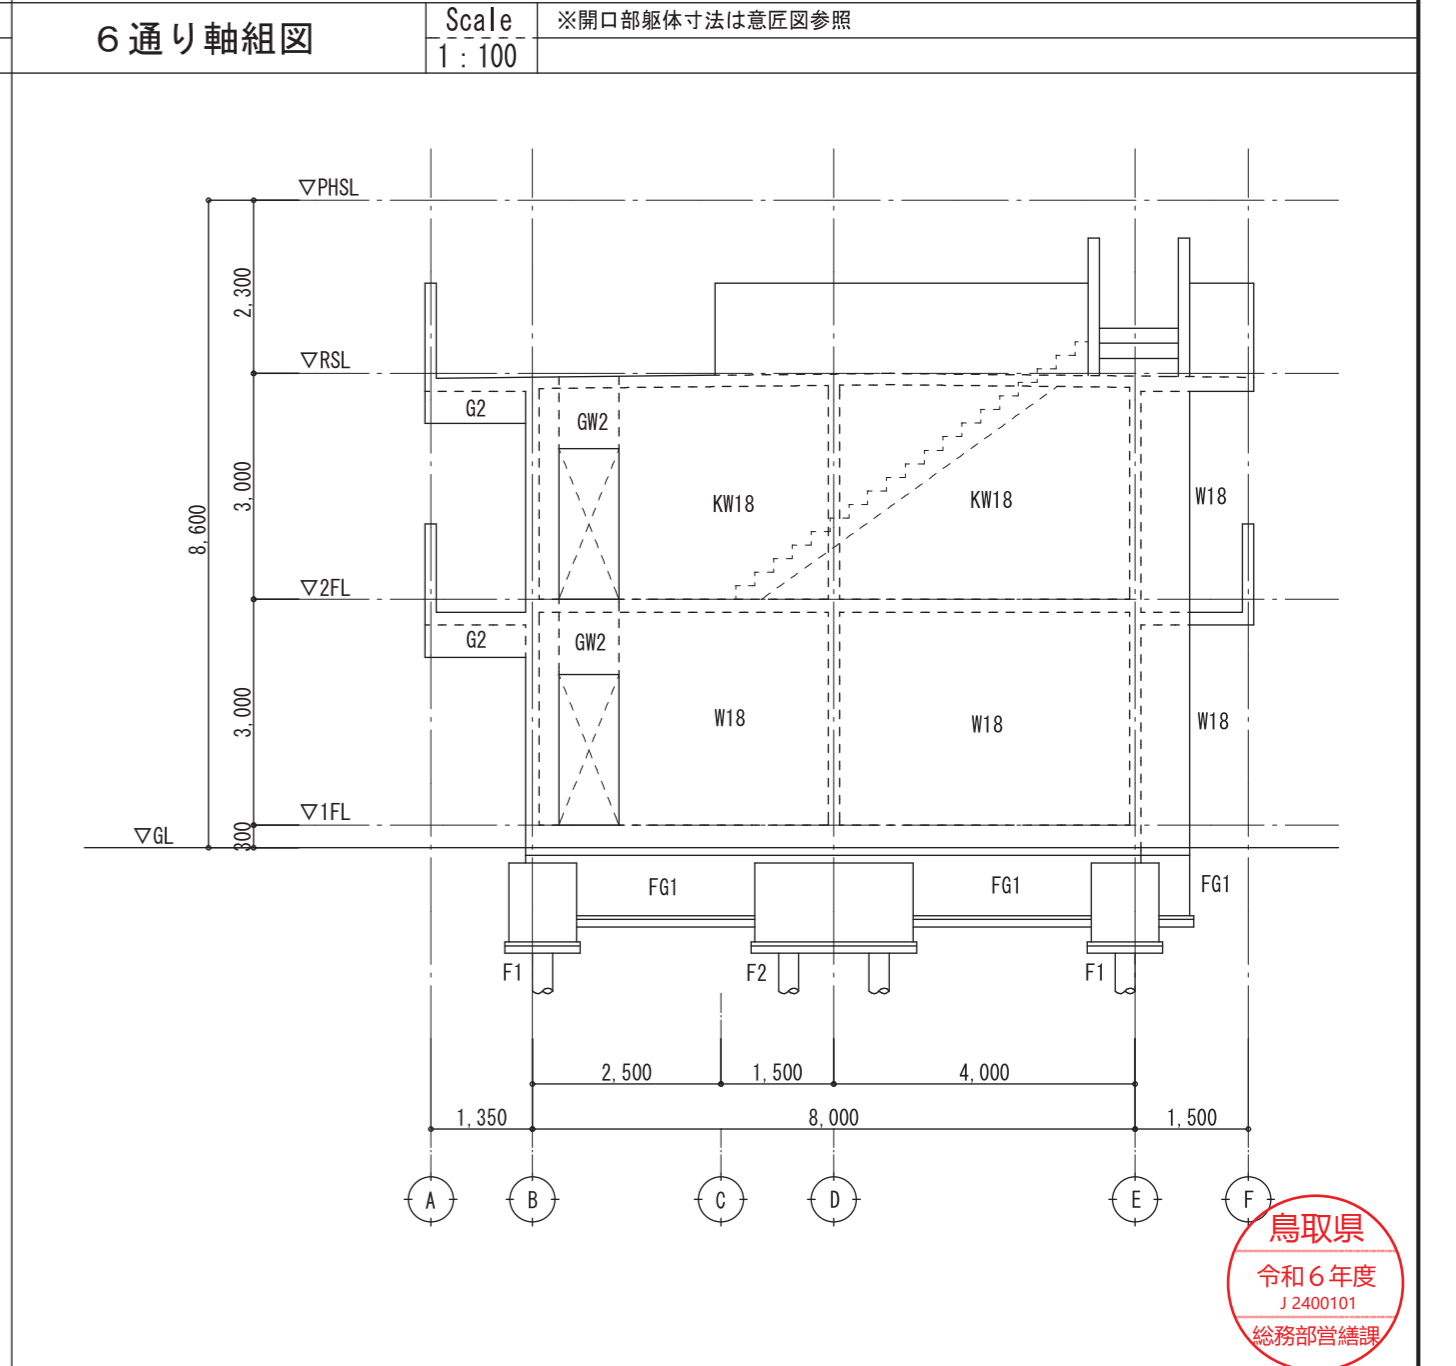 6通り軸組図
Scale
1：100
※開口部躯体寸法は意匠図参照
▽PHSL
2,300
▽RSL
G2
GW2
3,000
KW18
KW18
W18
8,600
▽2FL
G2
GW2
3,000
W18
W18
W18
▽1FL
▽GL
300
FG1
FG1
FG1
F1
F2
F1
2,500
1,500
4,000
1,350
8,000
1,500
A
B
C
D
E
F
鳥取県
令和6年度
J 2400101
総務部営繕課